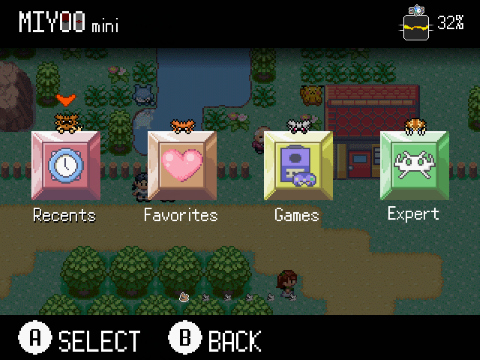 MIYOO mini
32%
Recents
Favorites
Games
Expert
A SELECT B BACK